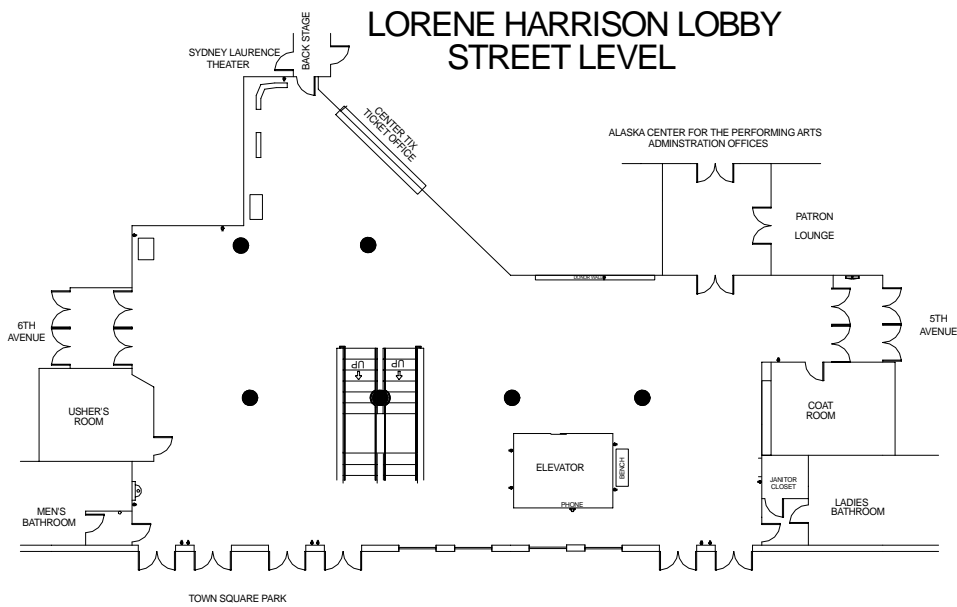 LORENE HARRISON LOBBY
STREET LEVEL
SYDNEY LAURENCE
THEATER
BACK STAGE
CENTER TIX
TICKET OFFICE
ALASKA CENTER FOR THE PERFORMING ARTS
ADMINSTRATION OFFICES
PATRON
LOUNGE
DONOR WALL
6TH
AVENUE
5TH
AVENUE
UP
UP
USHER'S
ROOM
COAT
ROOM
ELEVATOR
BENCH
PHONE
JANITOR
CLOSET
MEN'S
BATHROOM
LADIES
BATHROOM
TOWN SQUARE PARK